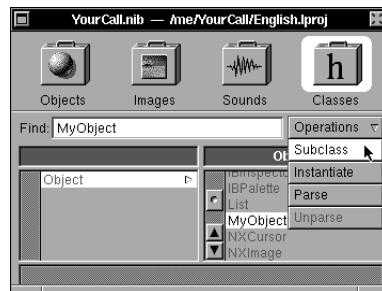 YourCall.nib — /me/YourCall/English.lproj
Objects Images Sounds Classes
h
Find: MyObject
Operations
Subclass
Instantiate
Parse
Unparse
Object
IBPalette
List
MyObject
NXCursor
NXImage